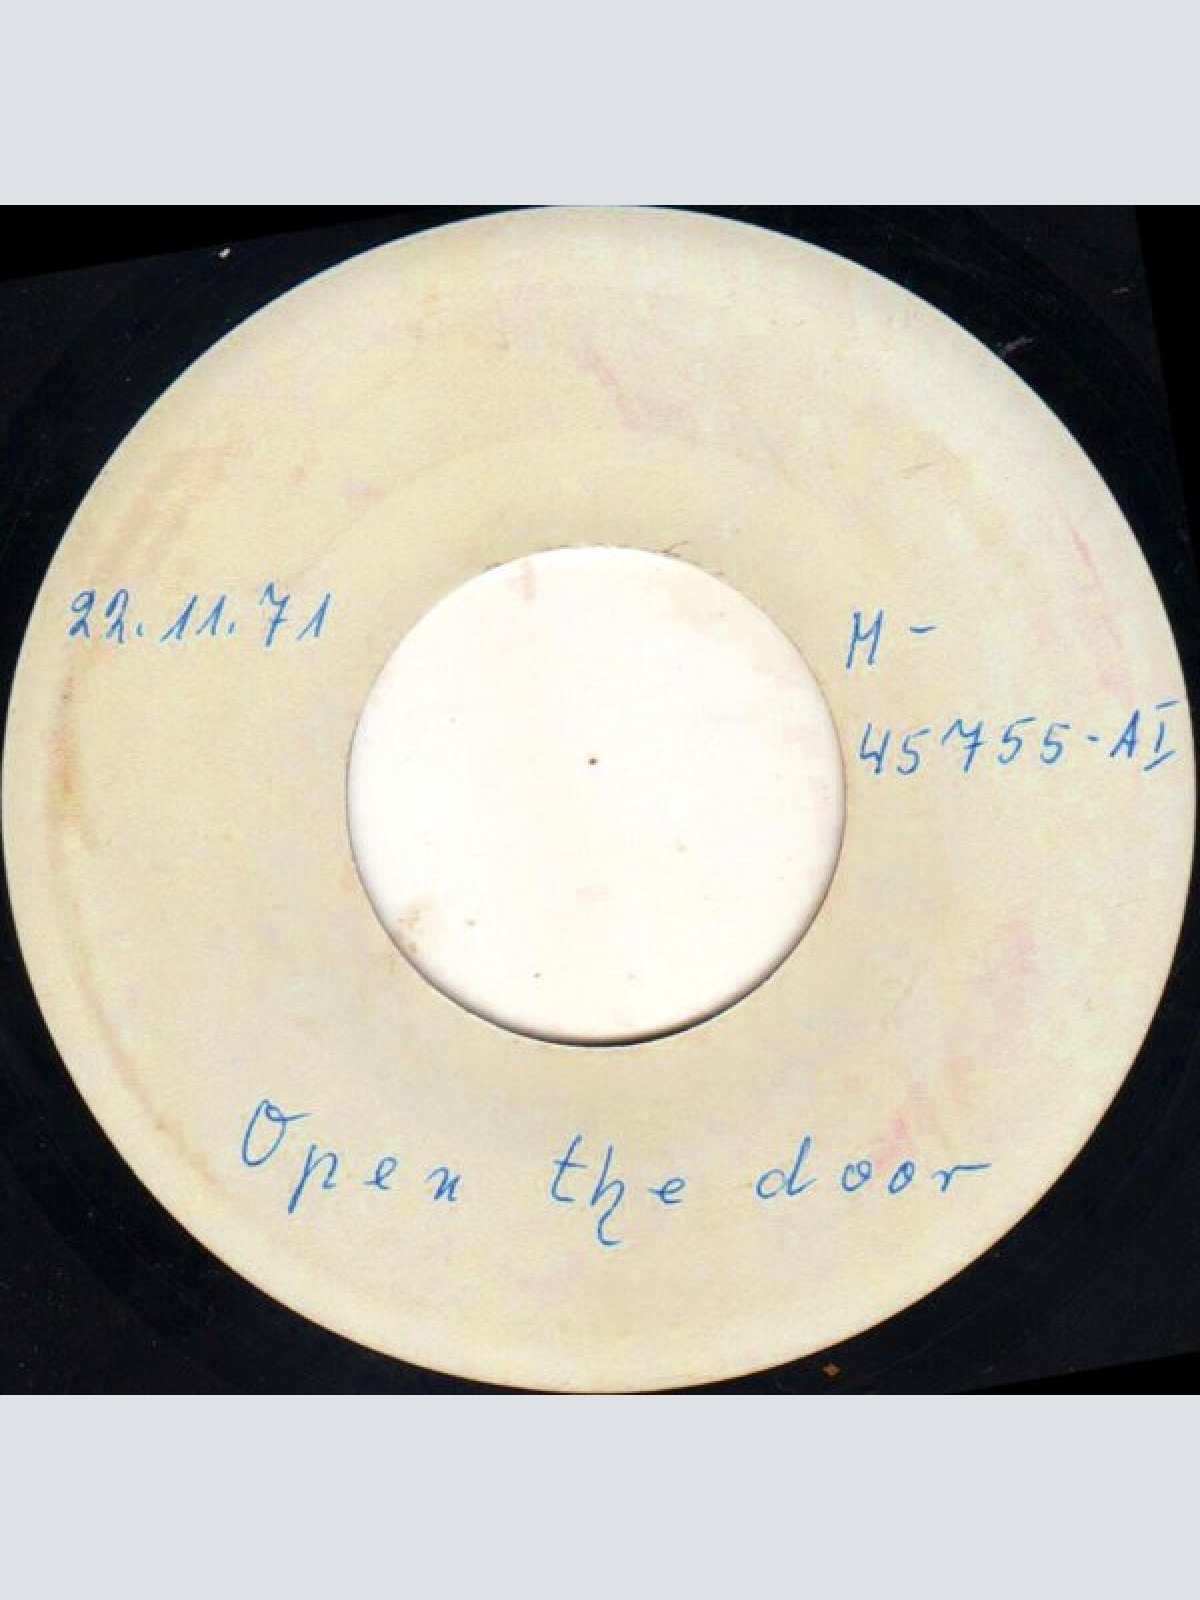 22.11.71
M-
45755-AI
Open the door